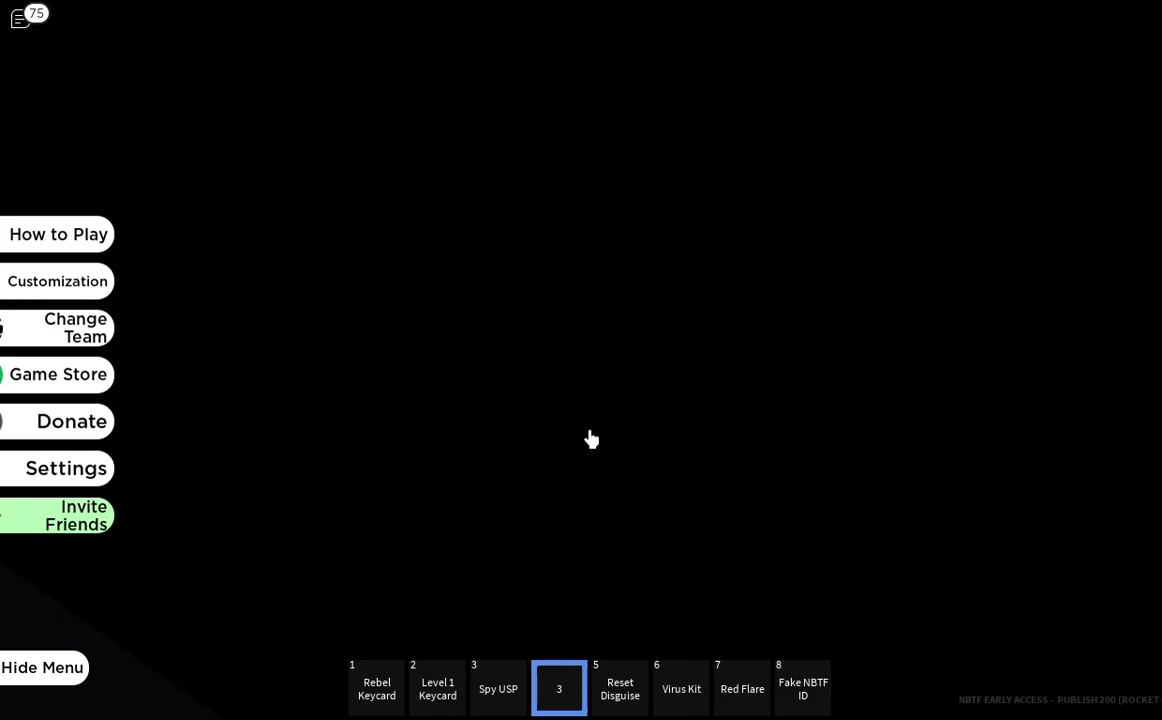 75
How to Play
Customization
Change
Team
Game Store
Donate
Settings
Invite
Friends
Hide Menu
1
Rebel
Keycard
2
Level 1
Keycard
3
Spy USP
3
5
Reset
Disguise
6
Virus Kit
7
Red Flare
8
Fake NBTF
ID
NBTF EARLY ACCESS - PUBLISH 200 (ROCKET